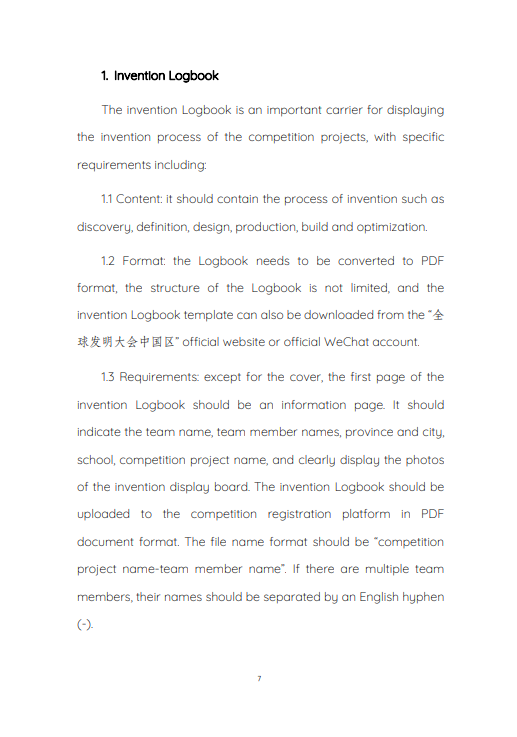 1. Invention Logbook
The invention Logbook is an important carrier for displaying
the invention process of the competition projects, with specific
requirements including:
1.1 Content: it should contain the process of invention such as
discovery, definition, design, production, build and optimization.
1.2 Format: the Logbook needs to be converted to PDF
format, the structure of the Logbook is not limited, and the
invention Logbook template can also be downloaded from the “全
球发明大会中国区” official website or official WeChat account.
1.3 Requirements: except for the cover, the first page of the
invention Logbook should be an information page. It should
indicate the team name, team member names, province and city,
school, competition project name, and clearly display the photos
of the invention display board. The invention Logbook should be
uploaded to the competition registration platform in PDF
document format. The file name format should be “competition
project name-team member name”. If there are multiple team
members, their names should be separated by an English hyphen
(-).
7